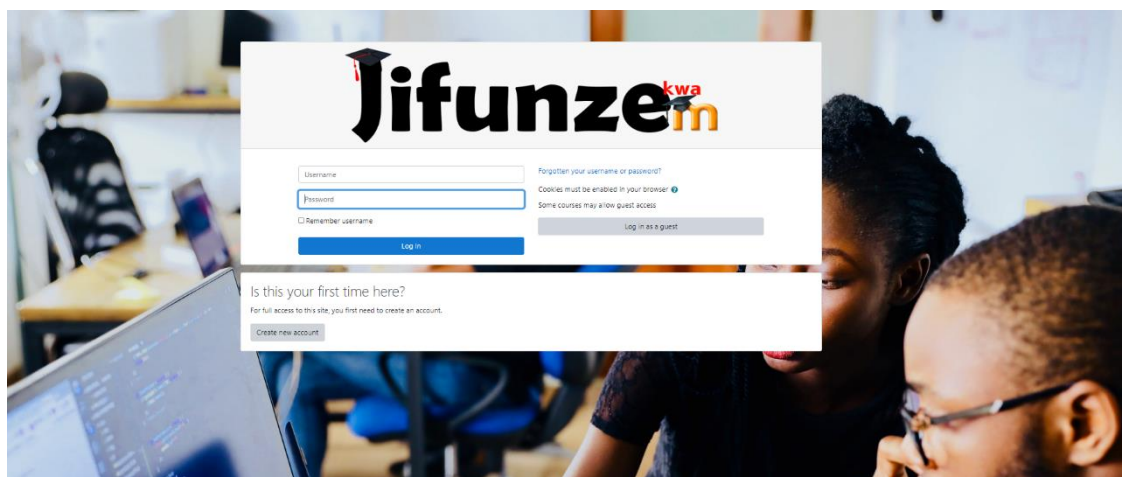 Jifunze kwa m
Username
Password
Remember username
Log in
Forgotten your username or password?
Cookies must be enabled in your browser
Some courses may allow guest access
Log in as a guest
Is this your first time here?
For full access to this site, you first need to create an account.
Create new account